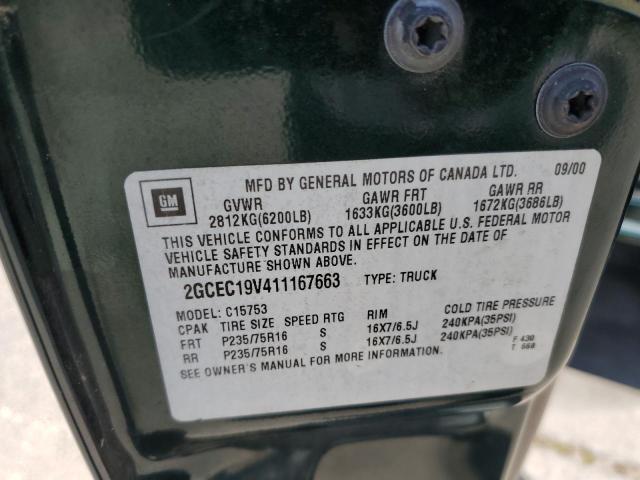 MFD BY GENERAL MOTORS OF CANADA LTD. 09/00
GM
GVWR GAWR FRT GAWR RR
2812KG(6200LB) 1633KG(3600LB) 1672KG(3686LB)
THIS VEHICLE CONFORMS TO ALL APPLICABLE U.S. FEDERAL MOTOR
VEHICLE SAFETY STANDARDS IN EFFECT ON THE DATE OF
MANUFACTURE SHOWN ABOVE.
2GCEC19V411167663 TYPE: TRUCK
MODEL: C15753
CPAK TIRE SIZE SPEED RTG RIM COLD TIRE PRESSURE
FRT P235/75R16 S 16X7/6.5J 240KPA(35PSI)
RR P235/75R16 S 16X7/6.5J 240KPA(35PSI)
SEE OWNER'S MANUAL FOR MORE INFORMATION.
F 430
T 668